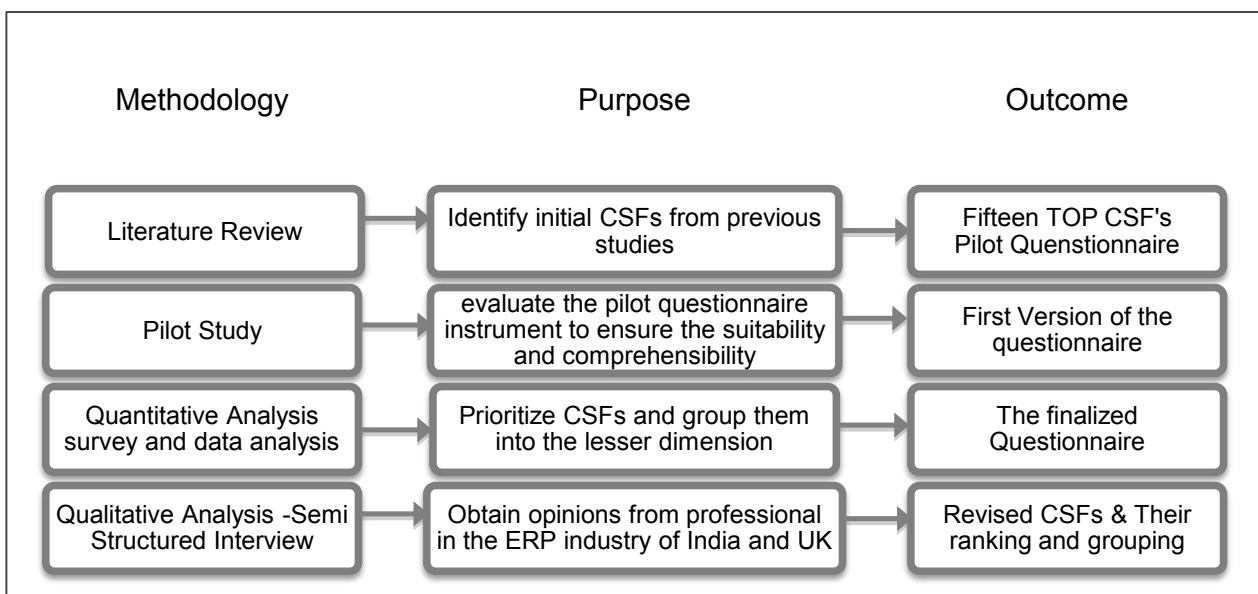 Methodology
Purpose
Outcome
Literature Review
Identify initial CSFs from previous
studies
Fifteen TOP CSF's
Pilot Quenstionnaire
Pilot Study
evaluate the pilot questionnaire
instrument to ensure the suitability
and comprehensibility
First Version of the
questionnaire
Quantitative Analysis
survey and data analysis
Prioritize CSFs and group them
into the lesser dimension
The finalized
Questionnaire
Qualitative Analysis -Semi
Structured Interview
Obtain opinions from professional
in the ERP industry of India and UK
Revised CSFs & Their
ranking and grouping